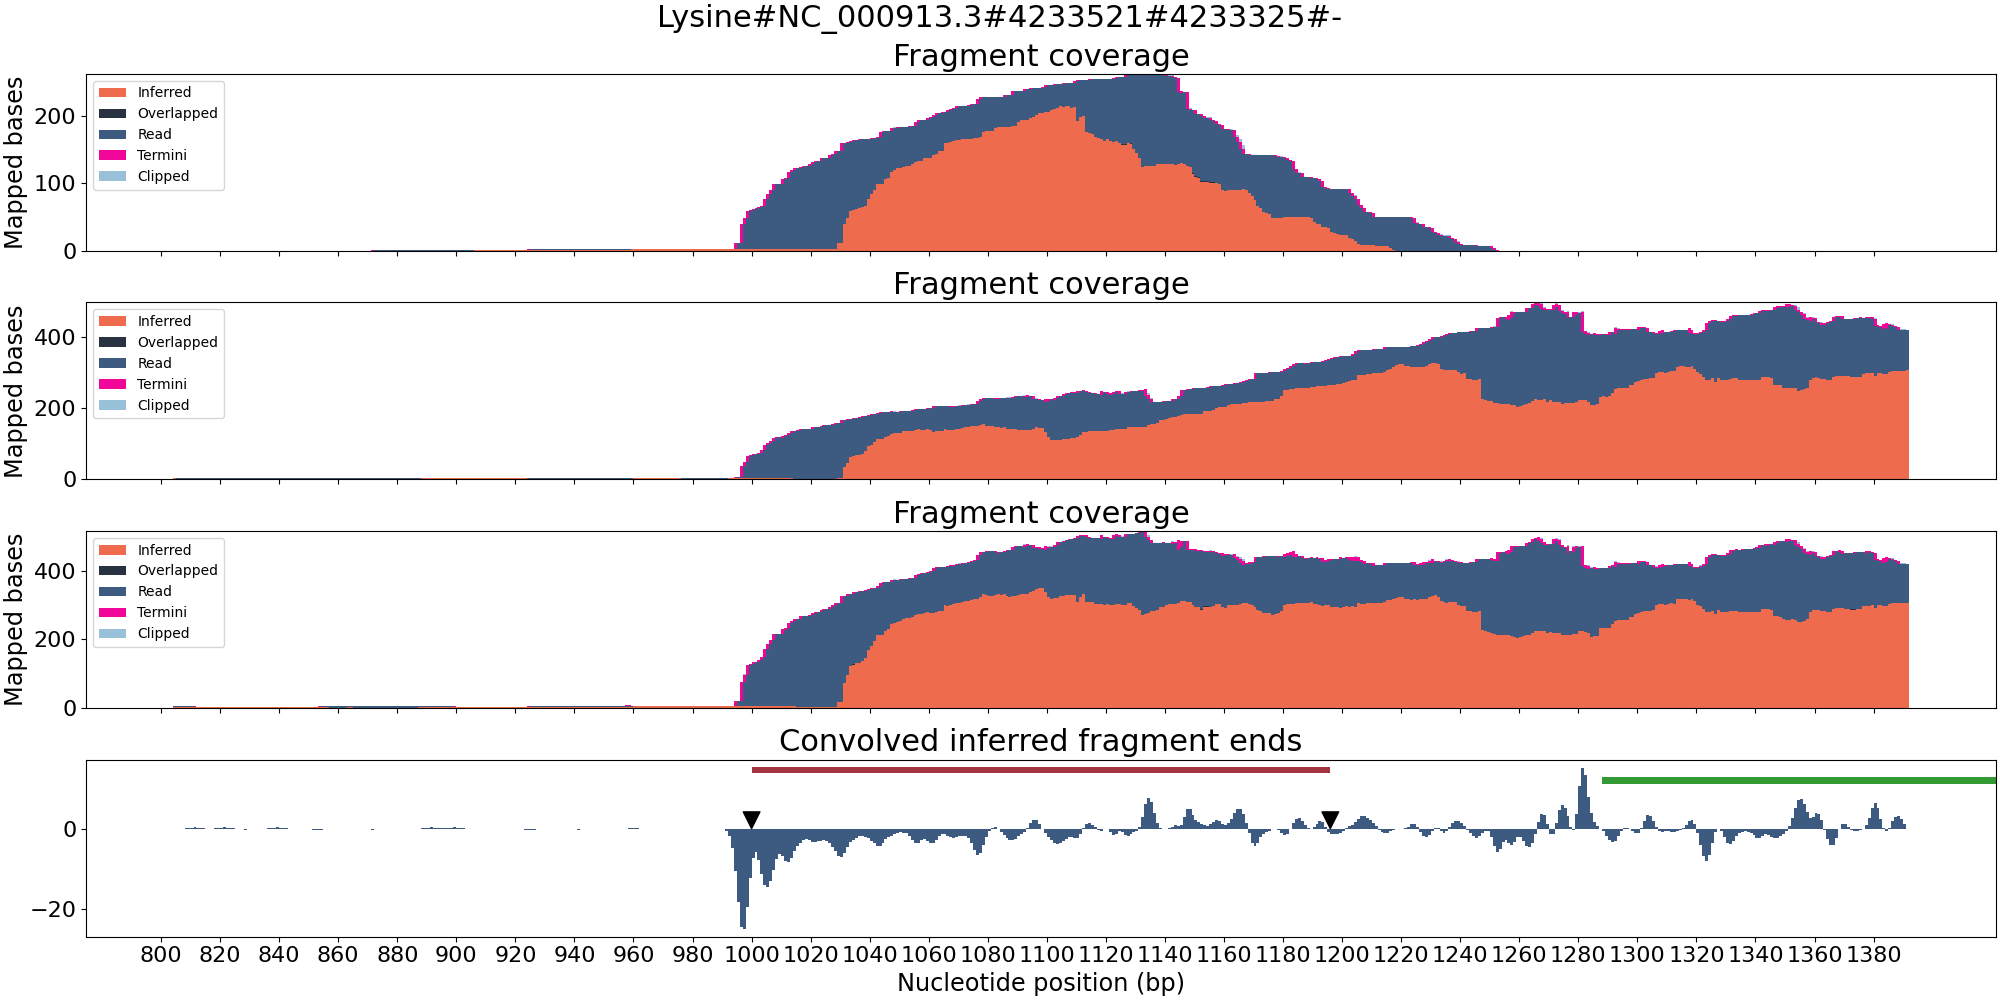 Lysine#NC_000913.3#4233521#4233325#-
Fragment coverage
Mapped bases
200
100
0
Inferred
Overlapped
Read
Termini
Clipped
Fragment coverage
Mapped bases
400
200
0
Inferred
Overlapped
Read
Termini
Clipped
Fragment coverage
Mapped bases
400
200
0
Inferred
Overlapped
Read
Termini
Clipped
Convolved inferred fragment ends
0
−20
800 820 840 860 880 900 920 940 960 980 1000 1020 1040 1060 1080 1100 1120 1140 1160 1180 1200 1220 1240 1260 1280 1300 1320 1340 1360 1380
Nucleotide position (bp)